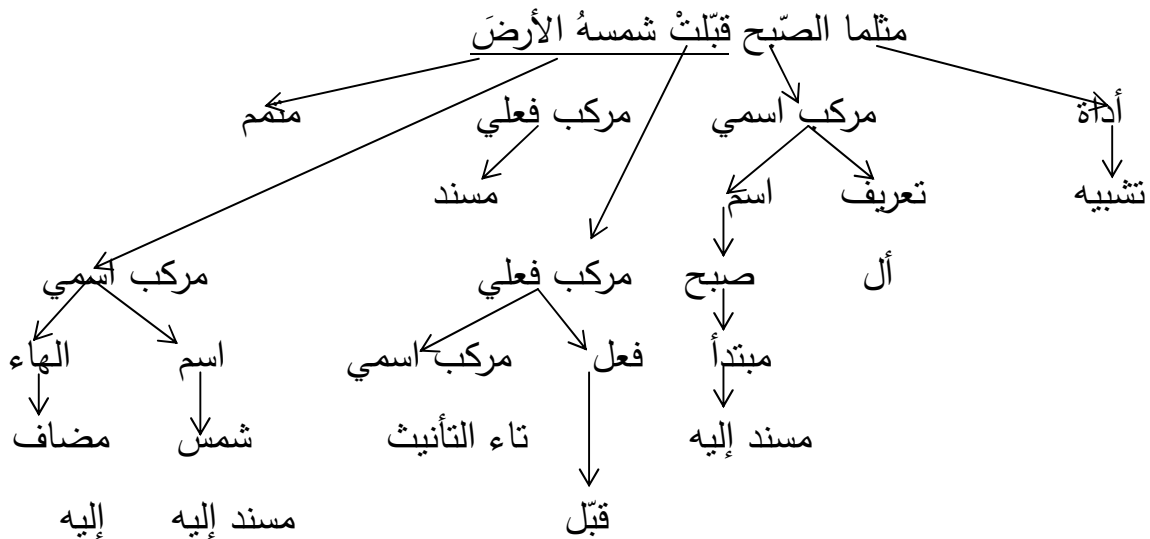 مثلما الصّبح قبّلتْ شمسهُ الأرضَ
أداة مركب اسمي مركب فعلي متمم
تشبيه تعريف اسم مسند
أل صبح مركب فعلي مركب اسمي
مبتدأ فعل مركب اسمي اسم الهاء
مسند إليه تاء التأنيث شمس مضاف
قبّل مسند إليه إليه